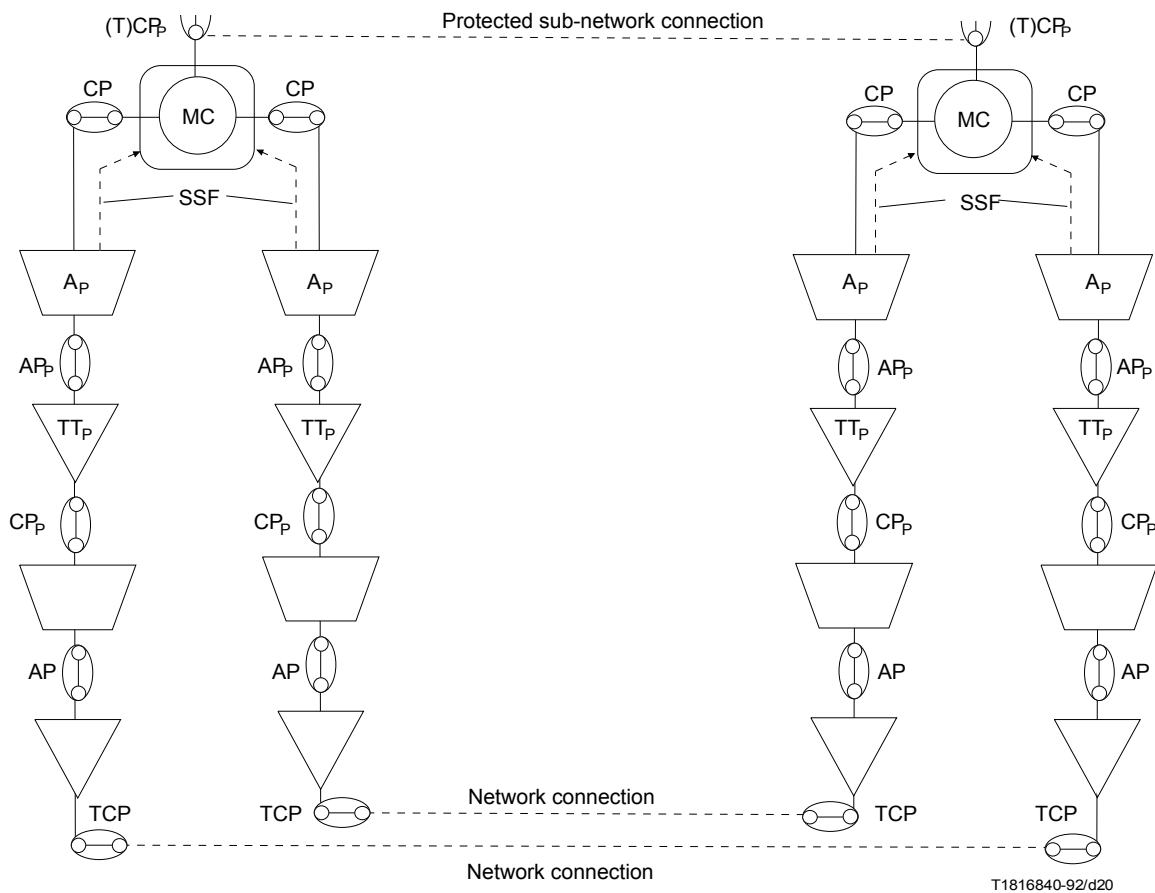 (T)CPP Protected sub-network connection (T)CPP
CP MC CP CP MC CP
SSF SSF
AP AP AP AP
APP APP APP APP
TTP TTP TTP TTP
CPP CPP CPP CPP
AP AP AP AP
Network connection
TCP TCP TCP TCP
Network connection
T1816840-92/d20